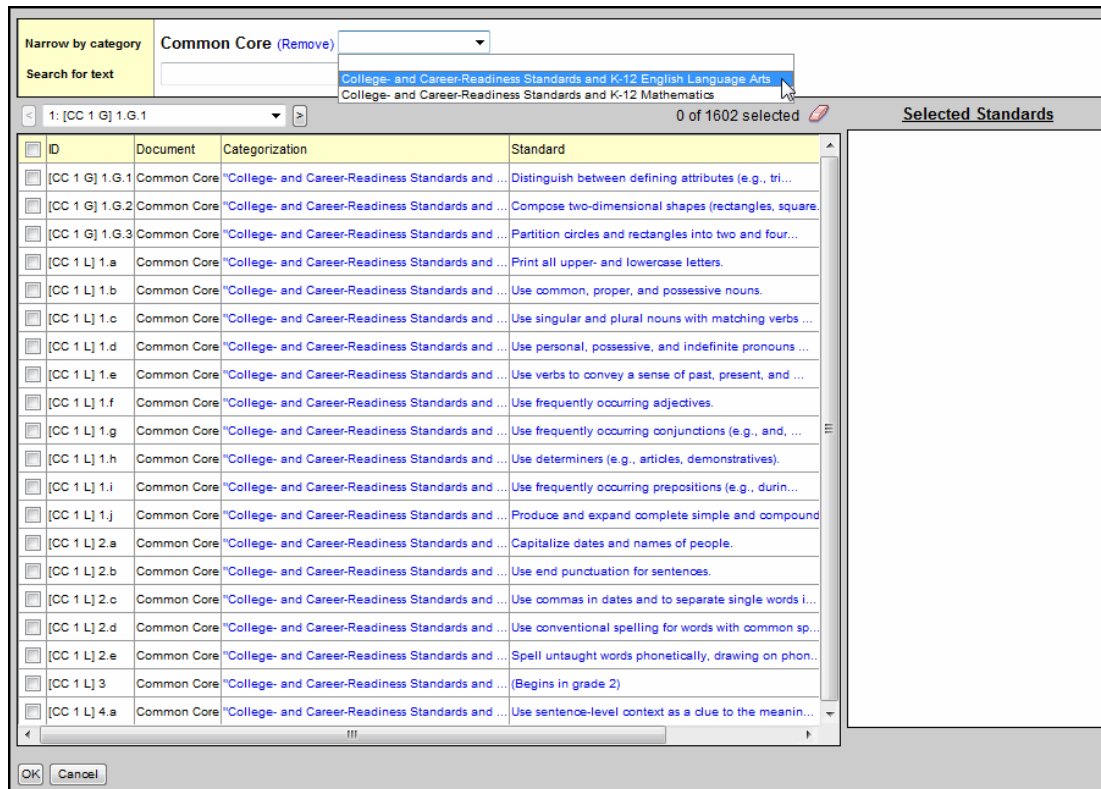 Narrow by category Common Core (Remove)
Search for text
College- and Career-Readiness Standards and K-12 English Language Arts
College- and Career-Readiness Standards and K-12 Mathematics
< 1: [CC 1 G] 1.G.1 > 0 of 1602 selected Selected Standards
ID Document Categorization Standard
[CC 1 G] 1.G.1 Common Core "College- and Career-Readiness Standards and ... Distinguish between defining attributes (e.g., tri...
[CC 1 G] 1.G.2 Common Core "College- and Career-Readiness Standards and ... Compose two-dimensional shapes (rectangles, square.
[CC 1 G] 1.G.3 Common Core "College- and Career-Readiness Standards and ... Partition circles and rectangles into two and four...
[CC 1 L] 1.a Common Core "College- and Career-Readiness Standards and ... Print all upper- and lowercase letters.
[CC 1 L] 1.b Common Core "College- and Career-Readiness Standards and ... Use common, proper, and possessive nouns.
[CC 1 L] 1.c Common Core "College- and Career-Readiness Standards and ... Use singular and plural nouns with matching verbs ...
[CC 1 L] 1.d Common Core "College- and Career-Readiness Standards and ... Use personal, possessive, and indefinite pronouns ...
[CC 1 L] 1.e Common Core "College- and Career-Readiness Standards and ... Use verbs to convey a sense of past, present, and ...
[CC 1 L] 1.f Common Core "College- and Career-Readiness Standards and ... Use frequently occurring adjectives.
[CC 1 L] 1.g Common Core "College- and Career-Readiness Standards and ... Use frequently occurring conjunctions (e.g., and, ...
[CC 1 L] 1.h Common Core "College- and Career-Readiness Standards and ... Use determiners (e.g., articles, demonstratives).
[CC 1 L] 1.i Common Core "College- and Career-Readiness Standards and ... Use frequently occurring prepositions (e.g., durin...
[CC 1 L] 1.j Common Core "College- and Career-Readiness Standards and ... Produce and expand complete simple and compound
[CC 1 L] 2.a Common Core "College- and Career-Readiness Standards and ... Capitalize dates and names of people.
[CC 1 L] 2.b Common Core "College- and Career-Readiness Standards and ... Use end punctuation for sentences.
[CC 1 L] 2.c Common Core "College- and Career-Readiness Standards and ... Use commas in dates and to separate single words i...
[CC 1 L] 2.d Common Core "College- and Career-Readiness Standards and ... Use conventional spelling for words with common sp...
[CC 1 L] 2.e Common Core "College- and Career-Readiness Standards and ... Spell untaught words phonetically, drawing on phon..
[CC 1 L] 3 Common Core "College- and Career-Readiness Standards and ... (Begins in grade 2)
[CC 1 L] 4.a Common Core "College- and Career-Readiness Standards and ... Use sentence-level context as a clue to the meanin...
OK Cancel